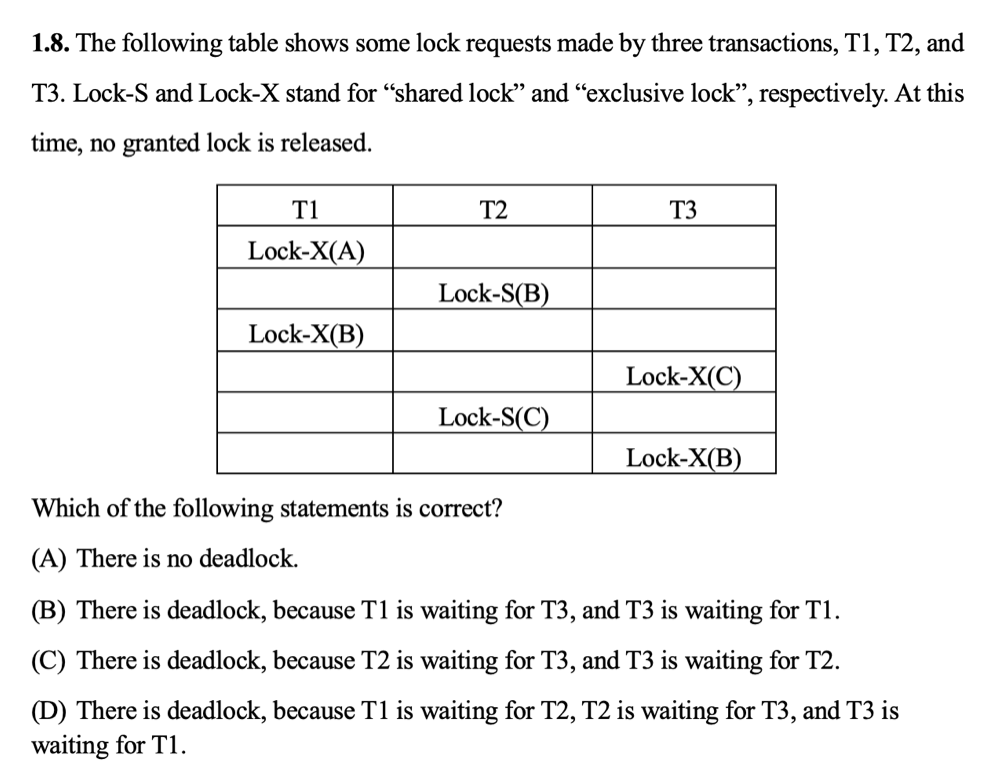 1.8. The following table shows some lock requests made by three transactions, T1, T2, and
T3. Lock-S and Lock-X stand for “shared lock” and “exclusive lock”, respectively. At this
time, no granted lock is released.
T1 T2 T3
Lock-X(A)
Lock-S(B)
Lock-X(B)
Lock-X(C)
Lock-S(C)
Lock-X(B)
Which of the following statements is correct?
(A) There is no deadlock.
(B) There is deadlock, because T1 is waiting for T3, and T3 is waiting for T1.
(C) There is deadlock, because T2 is waiting for T3, and T3 is waiting for T2.
(D) There is deadlock, because T1 is waiting for T2, T2 is waiting for T3, and T3 is
waiting for T1.